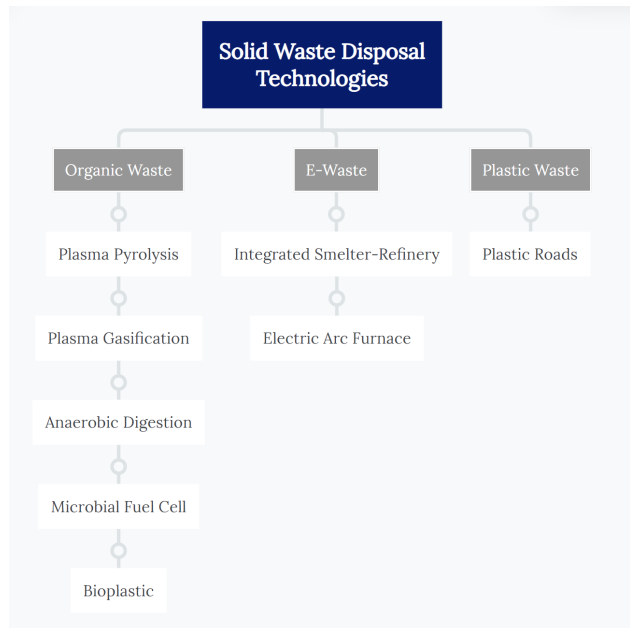 Solid Waste Disposal
Technologies
Organic Waste
E-Waste
Plastic Waste
Plasma Pyrolysis
Integrated Smelter-Refinery
Plastic Roads
Plasma Gasification
Electric Arc Furnace
Anaerobic Digestion
Microbial Fuel Cell
Bioplastic